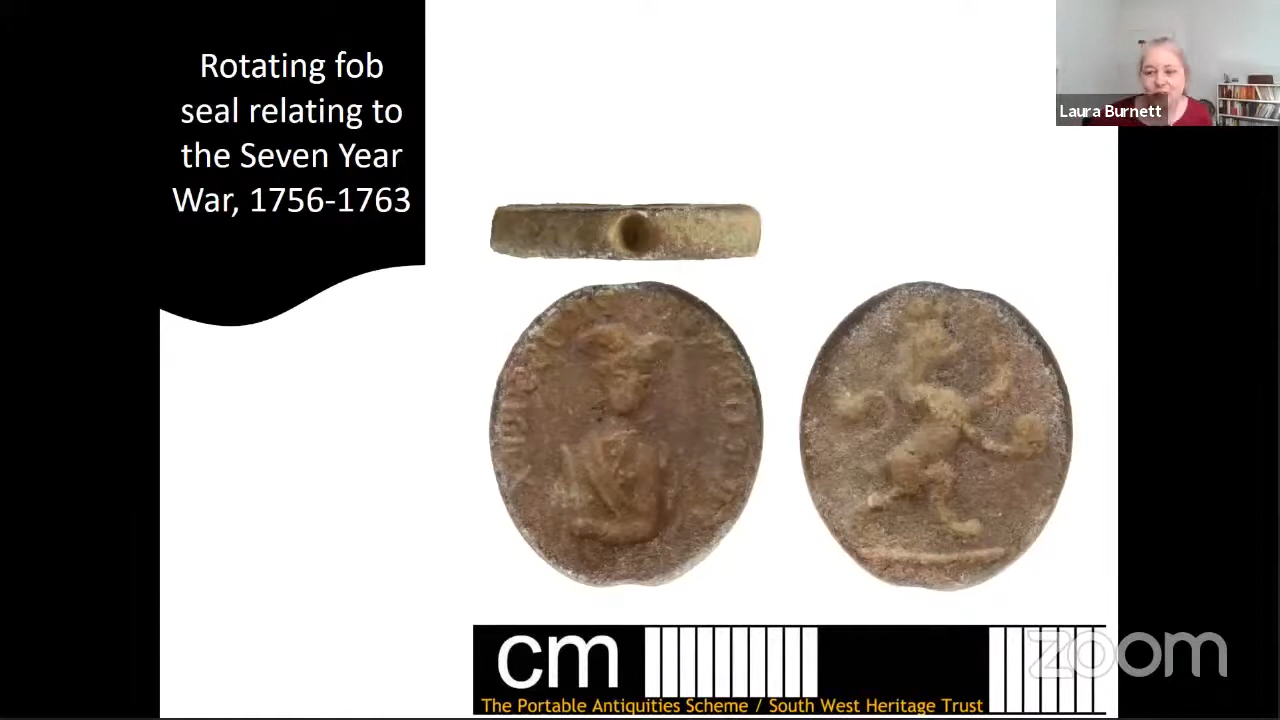 Rotating fob
seal relating to
the Seven Year
War, 1756-1763
Laura Burnett
cm
The Portable Antiquities Scheme / South West Heritage Trust
zoom